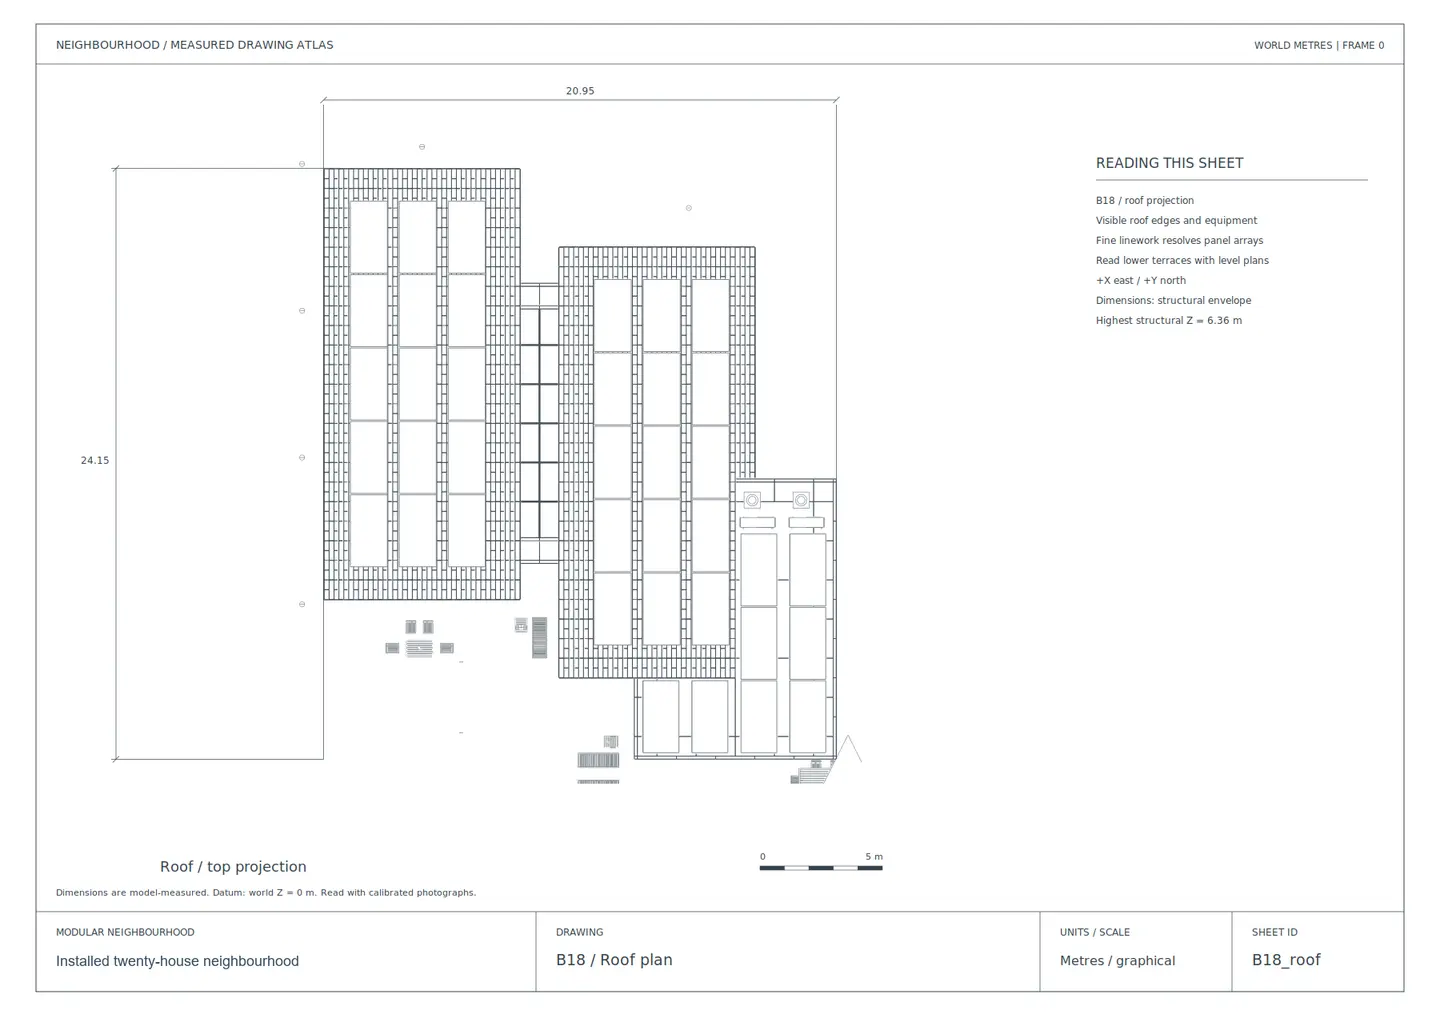 NEIGHBOURHOOD / MEASURED DRAWING ATLAS
WORLD METRES | FRAME 0
20.95
24.15
READING THIS SHEET
B18 / roof projection
Visible roof edges and equipment
Fine linework resolves panel arrays
Read lower terraces with level plans
+X east / +Y north
Dimensions: structural envelope
Highest structural Z = 6.36 m
0
5 m
Roof / top projection
Dimensions are model-measured. Datum: world Z = 0 m. Read with calibrated photographs.
MODULAR NEIGHBOURHOOD
Installed twenty-house neighbourhood
DRAWING
B18 / Roof plan
UNITS / SCALE
Metres / graphical
SHEET ID
B18_roof